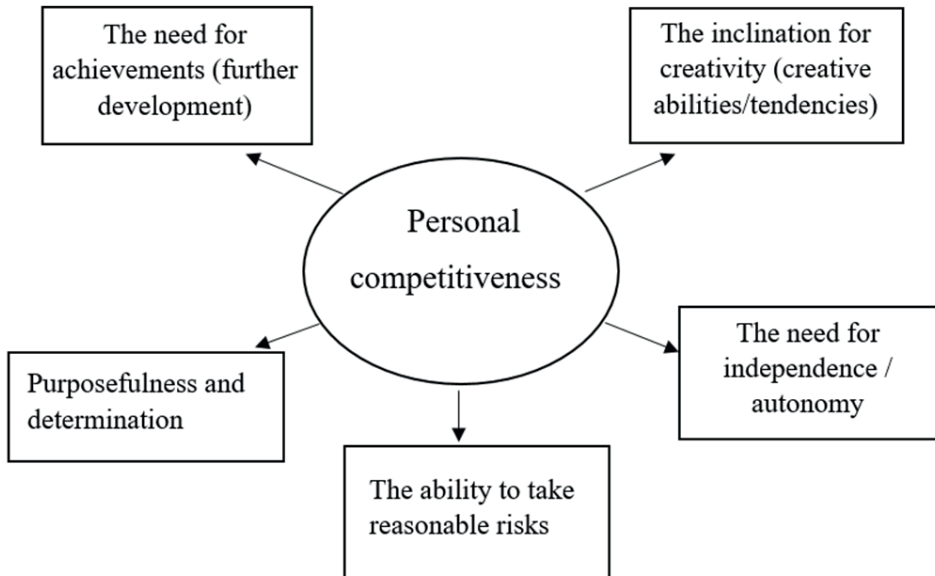 The need for
achievements (further
development)
The inclination for
creativity (creative
abilities/tendencies)
Personal
competitiveness
The need for
independence /
autonomy
Purposefulness and
determination
The ability to take
reasonable risks